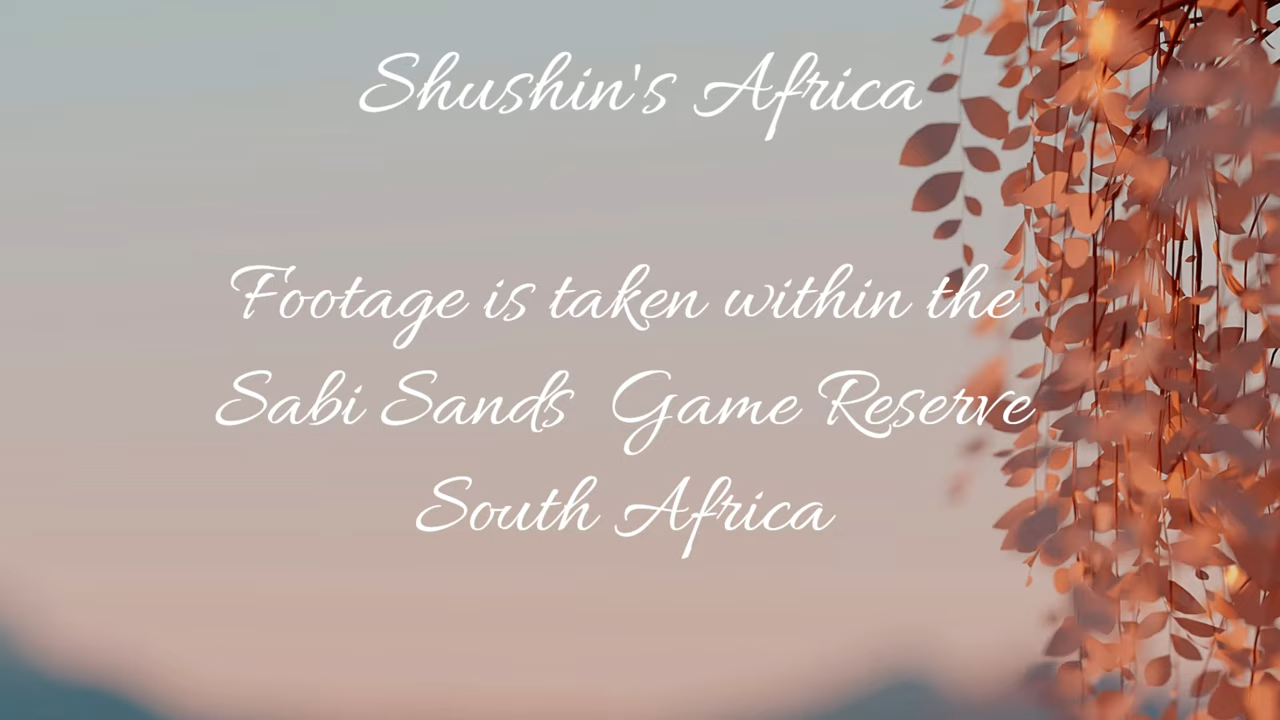 Shushin's Africa
Footage is taken within the
Sabi Sands Game Reserve
South Africa